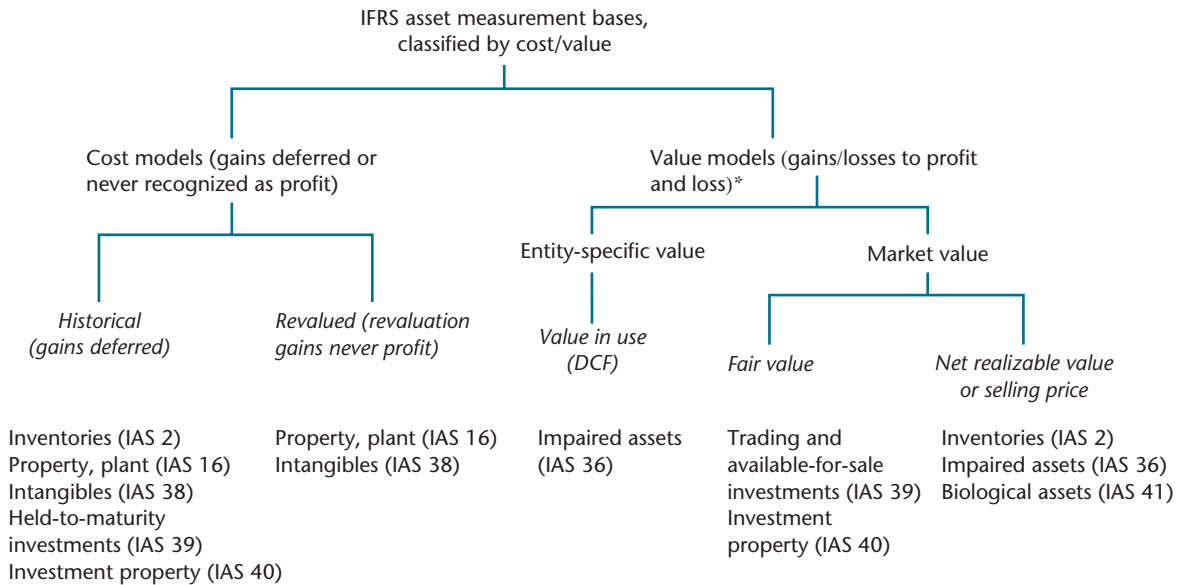 IFRS asset measurement bases,
classified by cost/value
Cost models (gains deferred or
never recognized as profit)
Value models (gains/losses to profit
and loss)*
Entity-specific value
Market value
Historical
(gains deferred)
Revalued (revaluation
gains never profit)
Value in use
(DCF)
Fair value
Net realizable value
or selling price
Inventories (IAS 2)
Property, plant (IAS 16)
Intangibles (IAS 38)
Held-to-maturity
investments (IAS 39)
Investment property (IAS 40)
Property, plant (IAS 16)
Intangibles (IAS 38)
Impaired assets
(IAS 36)
Trading and
available-for-sale
investments (IAS 39)
Investment
property (IAS 40)
Inventories (IAS 2)
Impaired assets (IAS 36)
Biological assets (IAS 41)